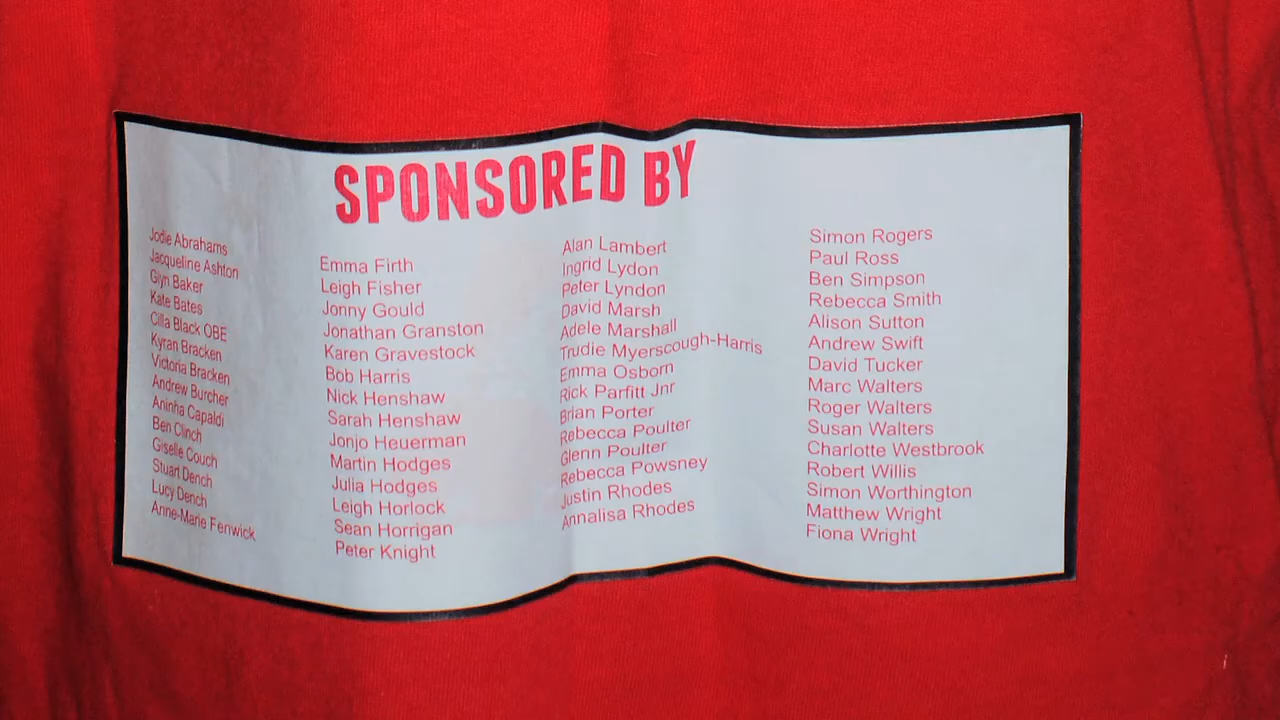 SPONSORED BY
Jodie Abrahams
Jacqueline Ashton
Glyn Baker
Kate Bates
Cilla Black OBE
Kyran Bracken
Victoria Bracken
Andrew Burcher
Aninha Capaldi
Ben Clinch
Giselle Couch
Stuart Dench
Lucy Dench
Anne-Marie Fenwick
Emma Firth
Leigh Fisher
Jonny Gould
Jonathan Granston
Karen Gravestock
Bob Harris
Nick Henshaw
Sarah Henshaw
Jonjo Heuerman
Martin Hodges
Julia Hodges
Leigh Horlock
Sean Horrigan
Peter Knight
Alan Lambert
Ingrid Lydon
Peter Lyndon
David Marsh
Adele Marshall
Trudie Myerscough-Harris
Emma Osborn
Rick Parfitt Jnr
Brian Porter
Rebecca Poulter
Glenn Poulter
Rebecca Powsney
Justin Rhodes
Annalisa Rhodes
Simon Rogers
Paul Ross
Ben Simpson
Rebecca Smith
Alison Sutton
Andrew Swift
David Tucker
Marc Walters
Roger Walters
Susan Walters
Charlotte Westbrook
Robert Willis
Simon Worthington
Matthew Wright
Fiona Wright